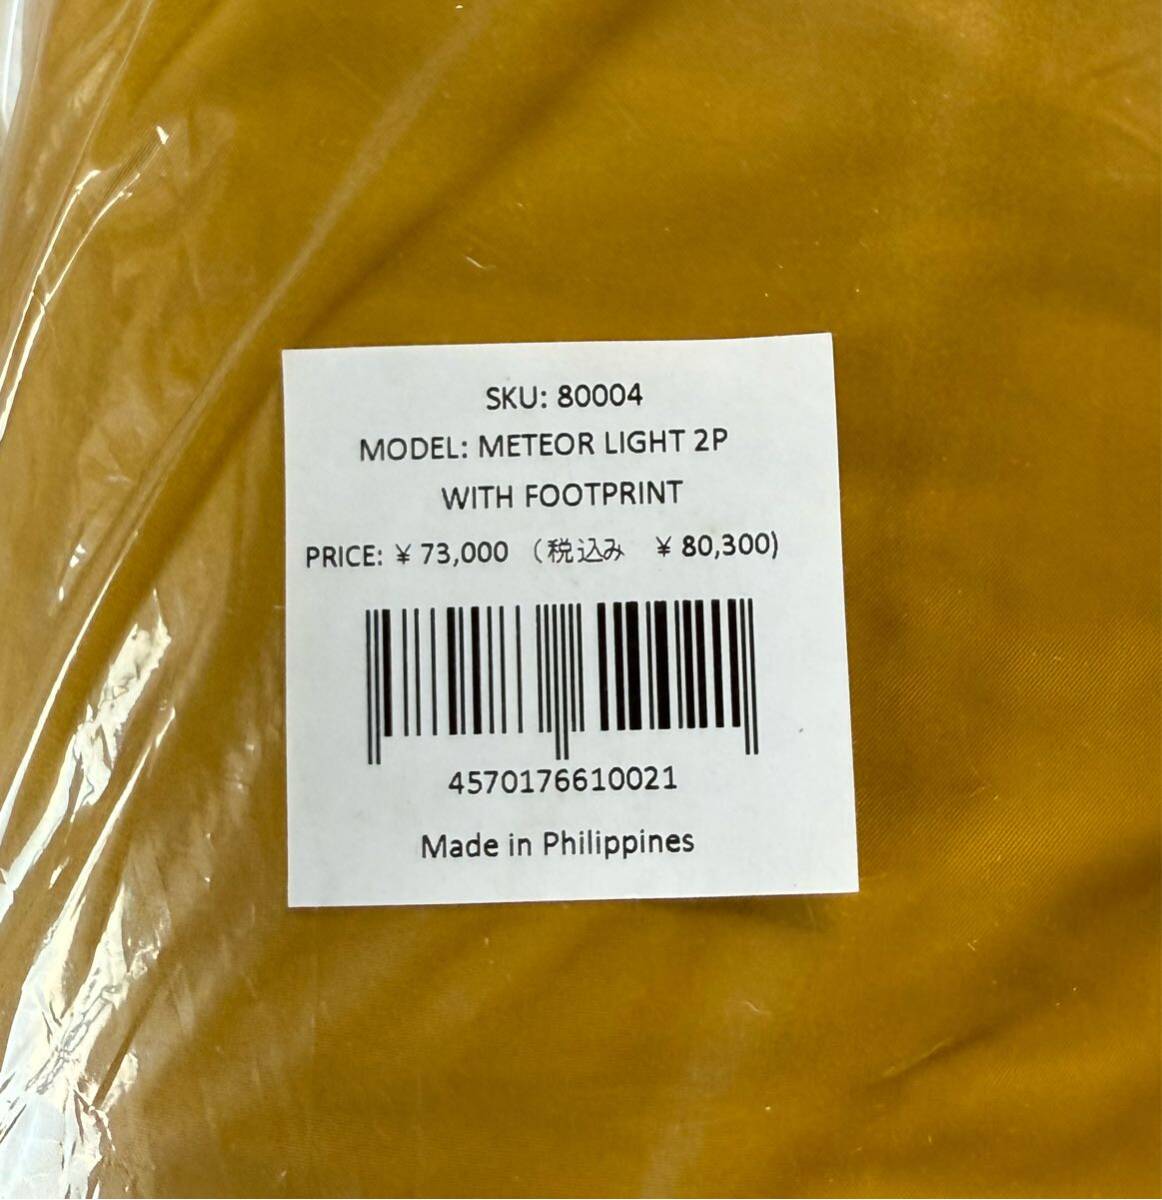 SKU: 80004
MODEL: METEOR LIGHT 2P
WITH FOOTPRINT
PRICE: ¥ 73,000 (税込み ¥ 80,300)
4570176610021
Made in Philippines